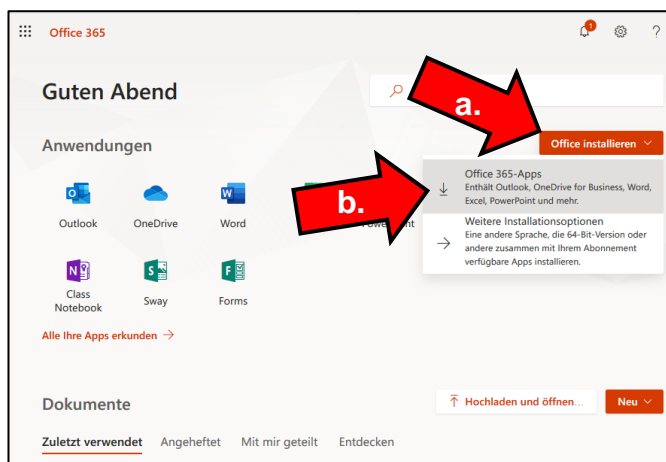 Office 365
1
?
Guten Abend
a.
Anwendungen
Office installieren
Office 365-Apps
Enthält Outlook, OneDrive for Business, Word,
Excel, PowerPoint und mehr.
b.
Outlook
OneDrive
Word
Weitere Installationsoptionen
Eine andere Sprache, die 64-Bit-Version oder
andere zusammen mit Ihrem Abonnement
verfügbare Apps installieren.
Class
Notebook
Sway
Forms
Alle Ihre Apps erkunden →
Dokumente
Hochladen und öffnen...
Neu
Zuletzt verwendet
Angeheftet
Mit mir geteilt
Entdecken